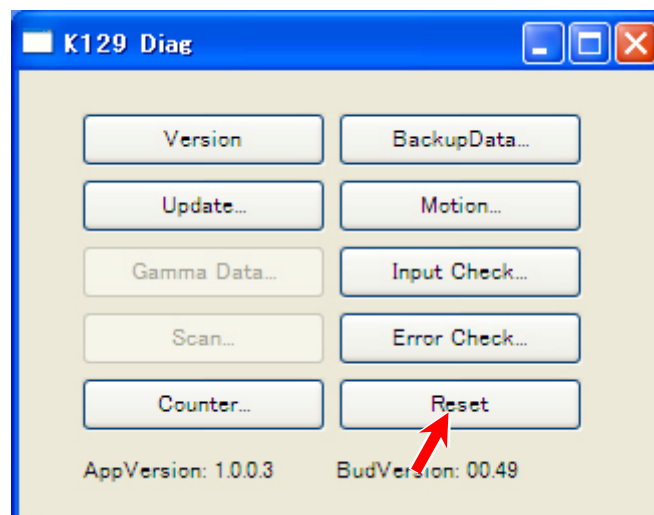 K129 Diag
Version
BackupData...
Update...
Motion...
Gamma Data...
Input Check...
Scan...
Error Check...
Counter...
Reset
AppVersion: 1.0.0.3
BudVersion: 00.49